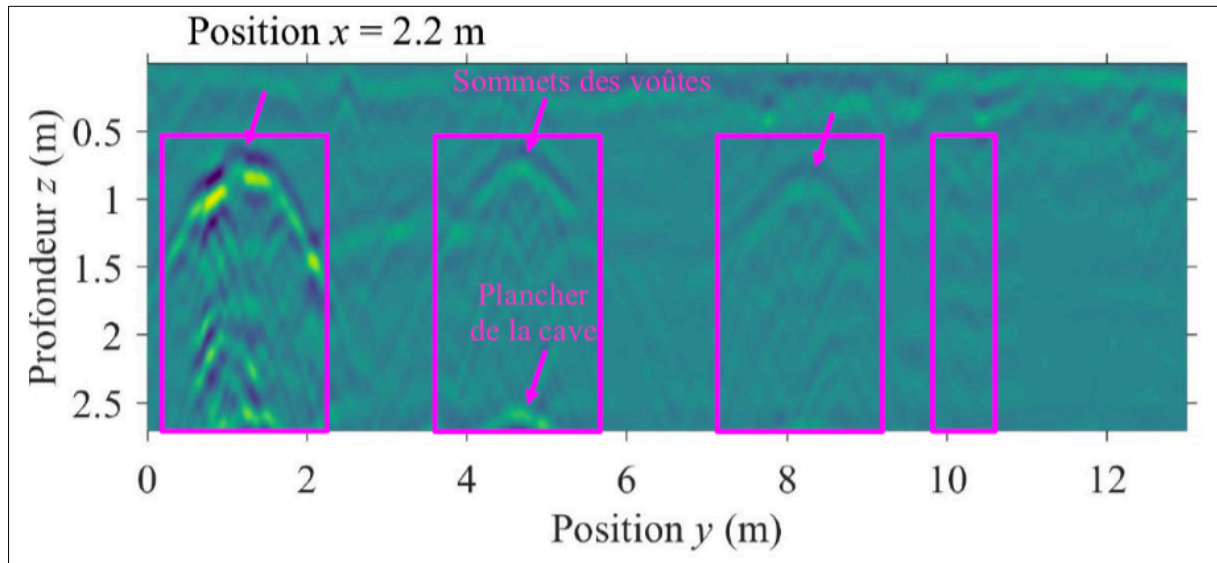 Position x = 2.2 m
Sommets des voûtes
Plancher
de la cave
Profondeur z (m)
0.5
1
1.5
2
2.5
0 2 4 6 8 10 12
Position y (m)